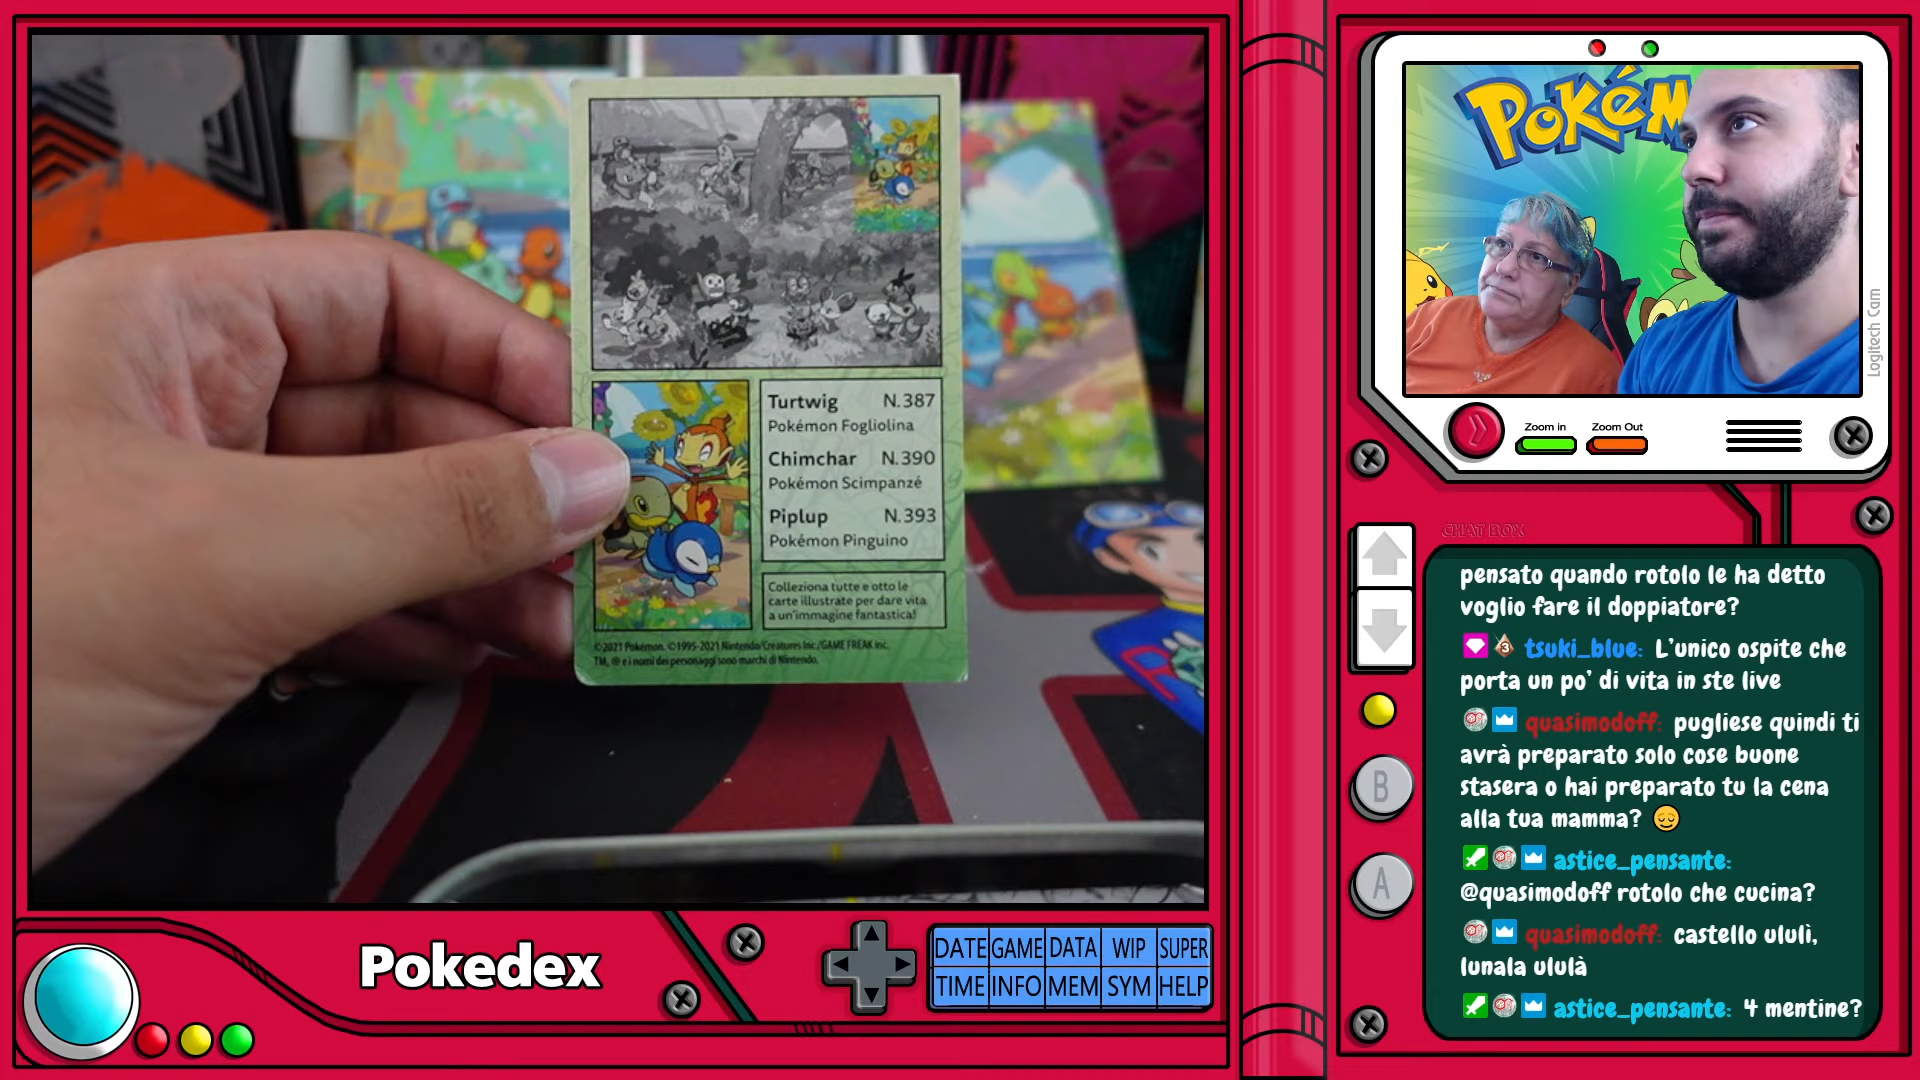 Turtwig N.387
Pokémon Fogliolina
Chimchar N.390
Pokémon Scimpanzé
Piplup N.393
Pokémon Pinguino
Colleziona tutte e otto le
carte illustrate per dare vita
a un'immagine fantastica!
©2021 Pokémon. ©1995-2021 Nintendo/Creatures Inc./GAME FREAK inc.
TM, ® e i nomi dei personaggi sono marchi di Nintendo.
Pokedex
DATE GAME DATA WIP SUPER
TIME INFO MEM SYM HELP
POKÉM
Logitech Cam
Zoom in Zoom Out
CHAT BOX
pensato quando rotolo le ha detto
voglio fare il doppiatore?
3 tsuki_blue: L'unico ospite che
porta un po' di vita in ste live
quasimodoff: pugliese quindi ti
avrà preparato solo cose buone
stasera o hai preparato tu la cena
alla tua mamma?
astice_pensante:
@quasimodoff rotolo che cucina?
quasimodoff: castello ululì,
lunala ululà
astice_pensante: 4 mentine?
B
A